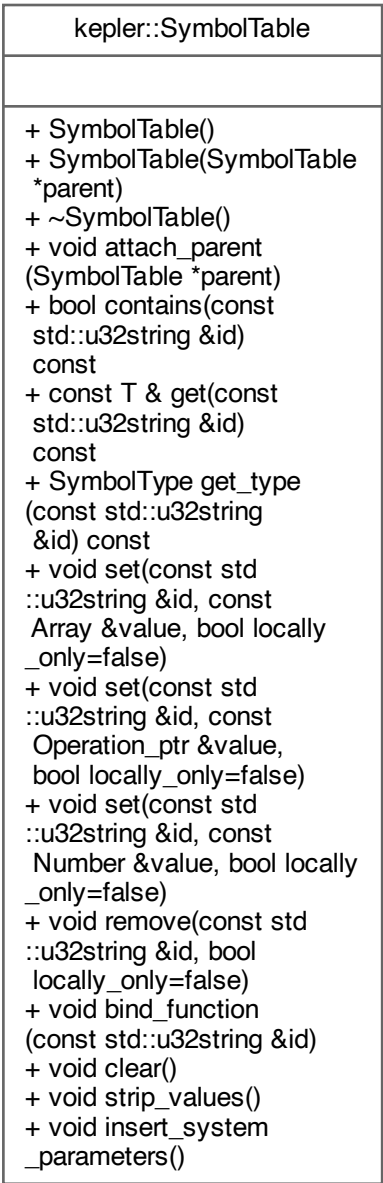 kepler::SymbolTable
+ SymbolTable()
+ SymbolTable(SymbolTable
*parent)
+ ~SymbolTable()
+ void attach_parent
(SymbolTable *parent)
+ bool contains(const
std::u32string &id)
const
+ const T & get(const
std::u32string &id)
const
+ SymbolType get_type
(const std::u32string
&id) const
+ void set(const std
::u32string &id, const
Array &value, bool locally
_only=false)
+ void set(const std
::u32string &id, const
Operation_ptr &value,
bool locally_only=false)
+ void set(const std
::u32string &id, const
Number &value, bool locally
_only=false)
+ void remove(const std
::u32string &id, bool
locally_only=false)
+ void bind_function
(const std::u32string &id)
+ void clear()
+ void strip_values()
+ void insert_system
_parameters()